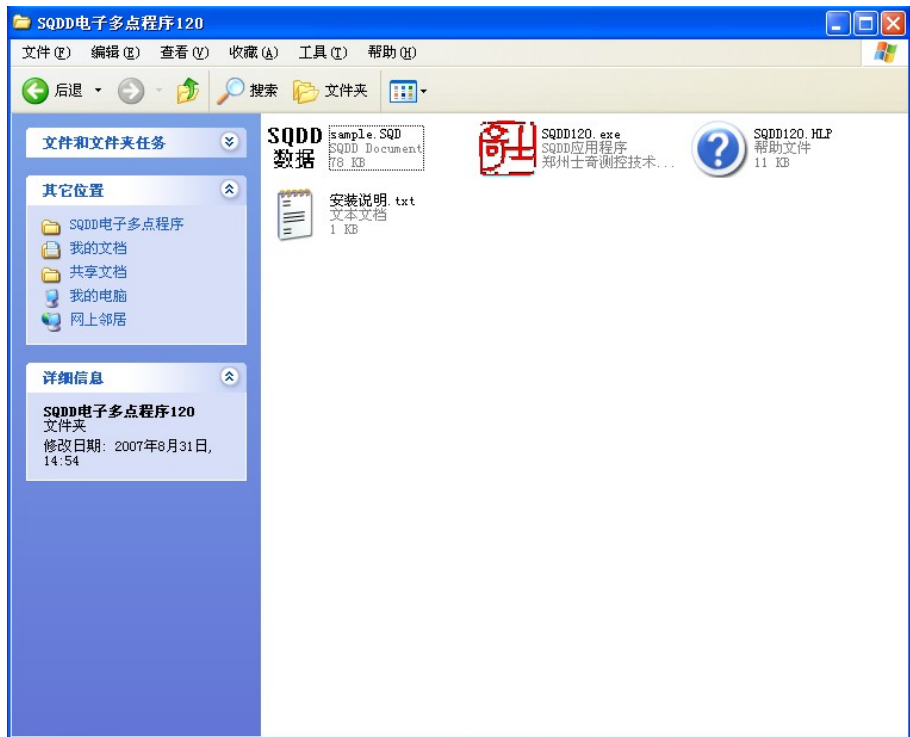 SQDD电子多点程序120
文件(F) 编辑(E) 查看(V) 收藏(A) 工具(T) 帮助(H)
后退 搜索 文件夹
文件和文件夹任务
其它位置
SQDD电子多点程序
我的文档
共享文档
我的电脑
网上邻居
详细信息
SQDD电子多点程序120
文件夹
修改日期: 2007年8月31日,
14:54
SQDD
数据
sample.SQD
SQDD Document
78 KB
奇士
SQDD120.exe
SQDD应用程序
郑州士奇测控技术...
SQDD120.HLP
帮助文件
11 KB
安装说明.txt
文本文档
1 KB